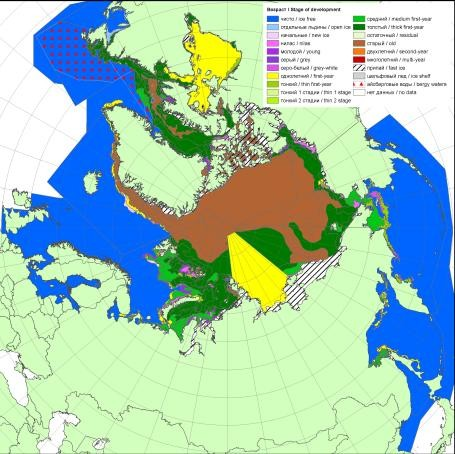 Возраст / Stage of development
чисто / ice free
отдельные льдины / open ice
начальные / new ice
нилас / nilas
молодой / young
серый / grey
серо-белый / grey-white
однолетний / first-year
тонкий / thin first-year
тонкий 1 стадии / thin 1 stage
тонкий 2 стадии / thin 2 stage
средний / medium first-year
толстый / thick first-year
остаточный / residual
старый / old
двухлетний / second-year
многолетний / multi-year
припай / fast ice
шельфовый лед / ice shelf
айсберговые воды / bergy waters
нет данных / no data